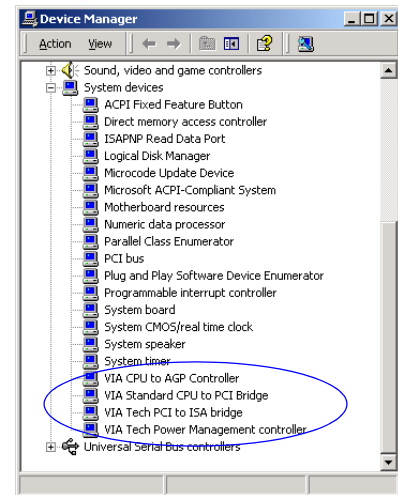 Device Manager
Action View
Sound, video and game controllers
System devices
ACPI Fixed Feature Button
Direct memory access controller
ISAPNP Read Data Port
Logical Disk Manager
Microcode Update Device
Microsoft ACPI-Compliant System
Motherboard resources
Numeric data processor
Parallel Class Enumerator
PCI bus
Plug and Play Software Device Enumerator
Programmable interrupt controller
System board
System CMOS/real time clock
System speaker
System timer
VIA CPU to AGP Controller
VIA Standard CPU to PCI Bridge
VIA Tech PCI to ISA bridge
VIA Tech Power Management controller
Universal Serial Bus controllers